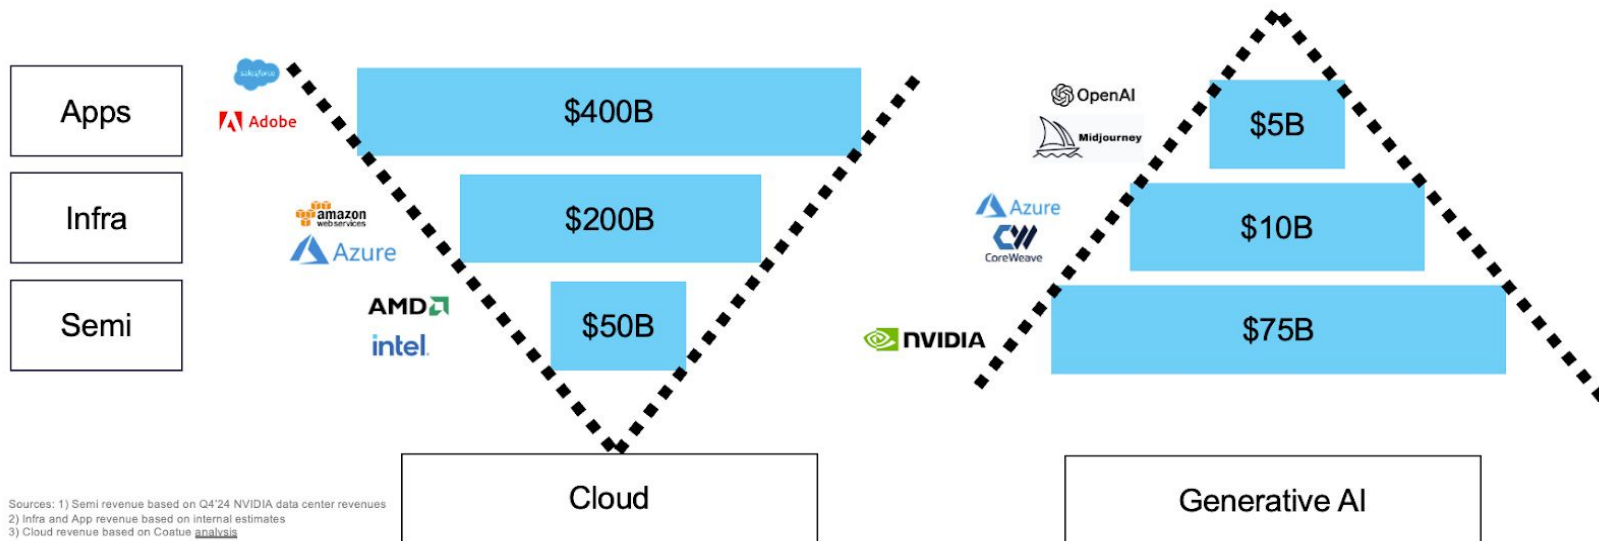 Apps
salesforce
Adobe
$400B
OpenAI
Midjourney
$5B
Infra
amazon
webservices
Azure
$200B
Azure
CoreWeave
$10B
Semi
AMD
intel.
$50B
NVIDIA
$75B
Cloud
Generative AI
Sources: 1) Semi revenue based on Q4'24 NVIDIA data center revenues
2) Infra and App revenue based on internal estimates
3) Cloud revenue based on Coatue analysis